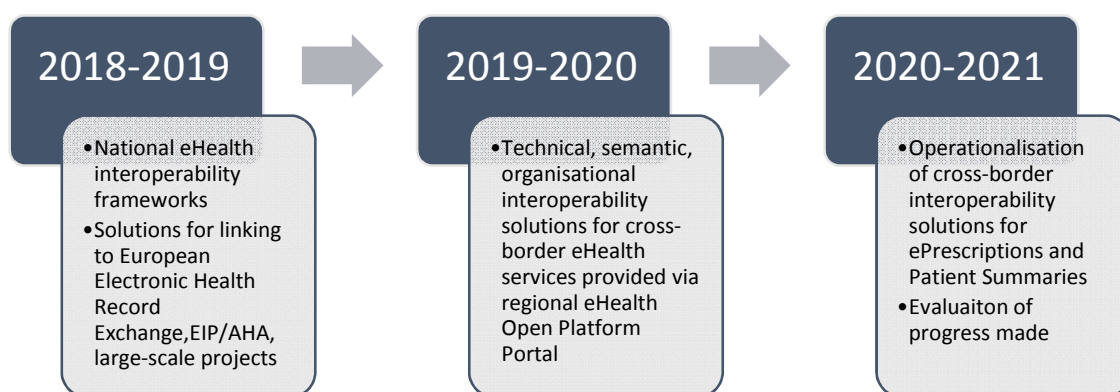 2018-2019
•National eHealth
interoperability
frameworks
•Solutions for linking
to European
Electronic Health
Record
Exchange,EIP/AHA,
large-scale projects
2019-2020
•Technical, semantic,
organisational
interoperability
solutions for cross-
border eHealth
services provided via
regional eHealth
Open Platform
Portal
2020-2021
•Operationalisation
of cross-border
interoperability
solutions for
ePrescriptions and
Patient Summaries
•Evaluaiton of
progress made